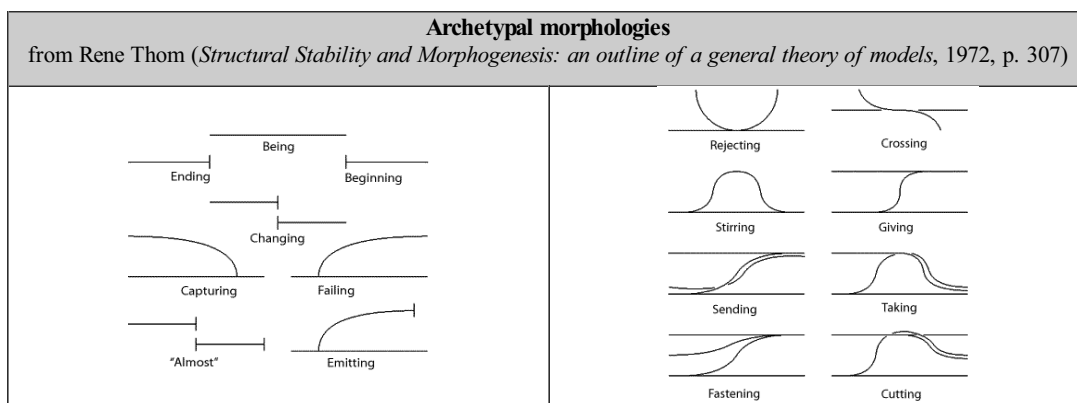 Archetypal morphologies
from Rene Thom (Structural Stability and Morphogenesis: an outline of a general theory of models, 1972, p. 307)
Being
Ending
Beginning
Changing
Capturing
Failing
"Almost"
Emitting
Rejecting
Crossing
Stirring
Giving
Sending
Taking
Fastening
Cutting